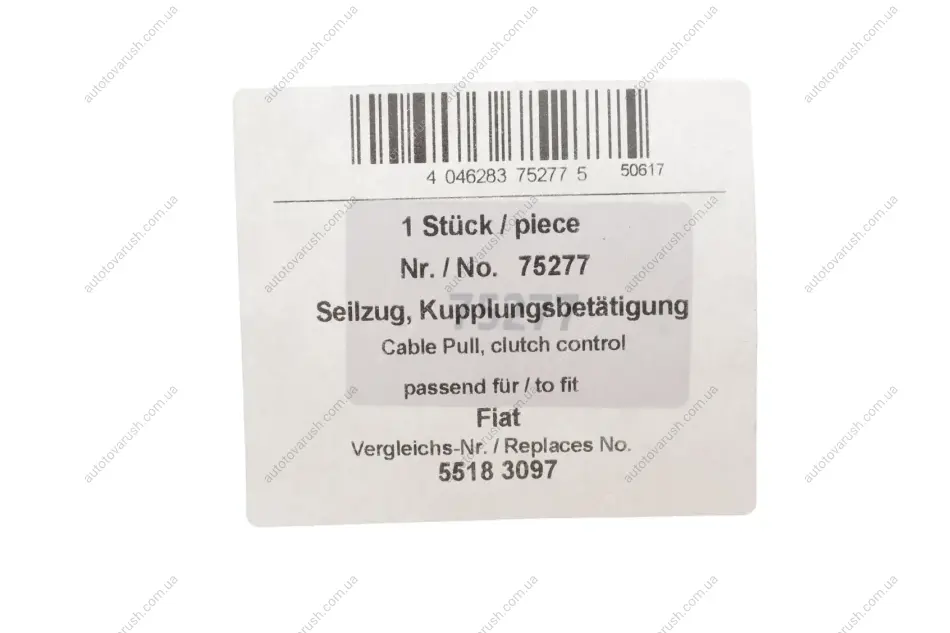 4 046283 75277 5 50617
1 Stück / piece
Nr. / No. 75277
75277
Seilzug, Kupplungsbetätigung
Cable Pull, clutch control
passend für / to fit
Fiat
Vergleichs-Nr. / Replaces No.
5518 3097
autotovarush.com.ua